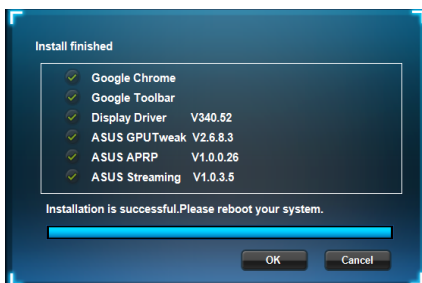 Install finished
Google Chrome
Google Toolbar
Display Driver V340.52
ASUS GPUTweak V2.6.8.3
ASUS APRP V1.0.0.26
ASUS Streaming V1.0.3.5
Installation is successful.Please reboot your system.
OK Cancel